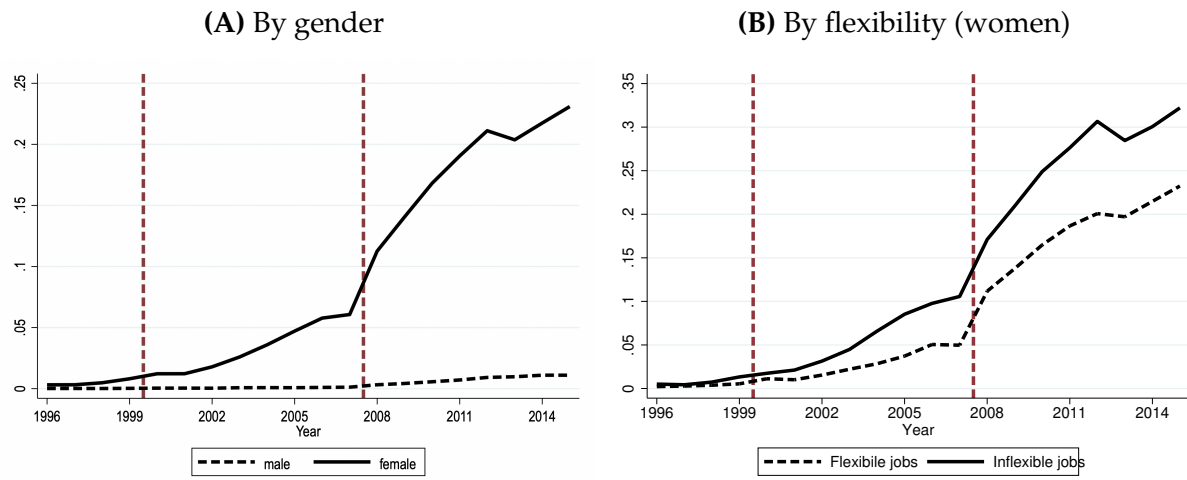 (A) By gender
.25
.2
.15
.1
.05
0
1996 1999 2002 2005 2008 2011 2014
Year
male female
(B) By flexibility (women)
.35
.3
.25
.2
.15
.1
.05
0
1996 1999 2002 2005 2008 2011 2014
Year
Flexibile jobs Inflexible jobs